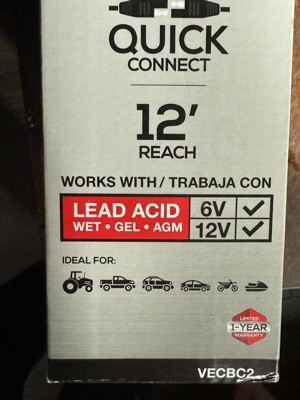 QUICK
CONNECT
12'
REACH
WORKS WITH / TRABAJA CON
LEAD ACID 6V ✓
WET • GEL • AGM 12V ✓
IDEAL FOR:
LIMITED
1-YEAR
WARRANTY
VECBC2